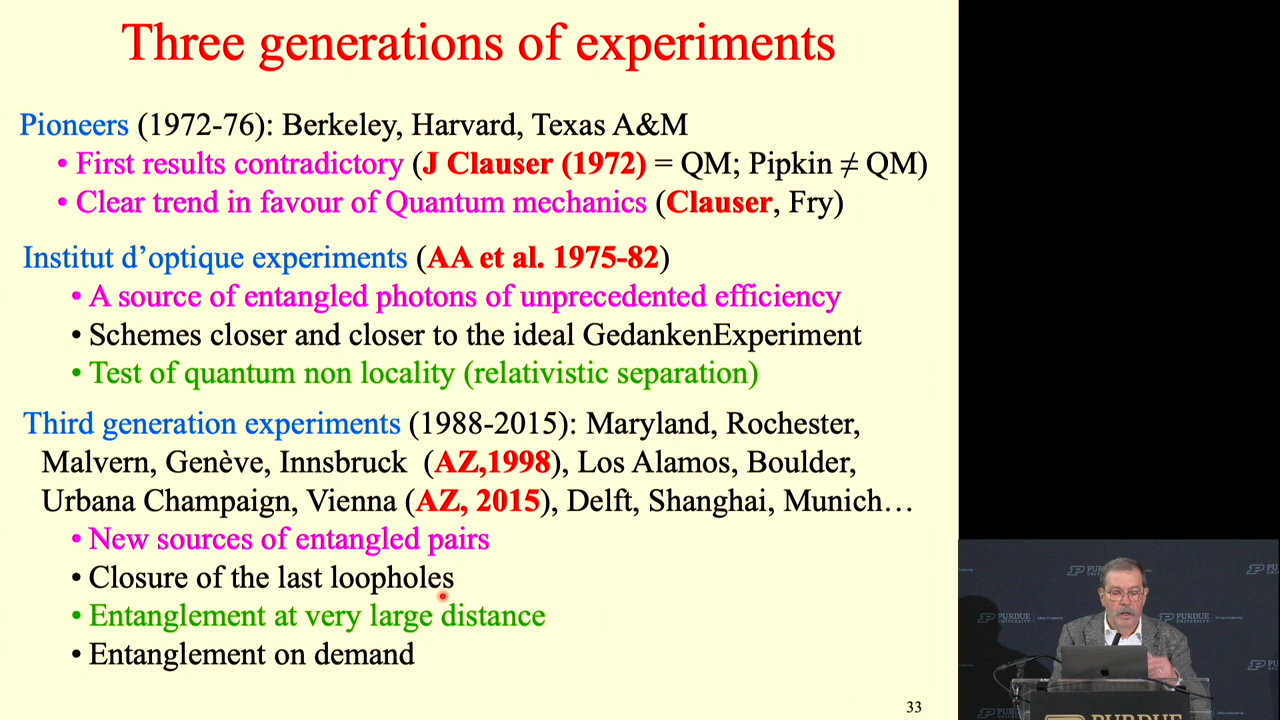 Three generations of experiments
Pioneers (1972-76): Berkeley, Harvard, Texas A&M
• First results contradictory (J Clauser (1972) = QM; Pipkin ≠ QM)
• Clear trend in favour of Quantum mechanics (Clauser, Fry)
Institut d’optique experiments (AA et al. 1975-82)
• A source of entangled photons of unprecedented efficiency
• Schemes closer and closer to the ideal GedankenExperiment
• Test of quantum non locality (relativistic separation)
Third generation experiments (1988-2015): Maryland, Rochester,
Malvern, Genève, Innsbruck (AZ,1998), Los Alamos, Boulder,
Urbana Champaign, Vienna (AZ, 2015), Delft, Shanghai, Munich…
• New sources of entangled pairs
• Closure of the last loopholes
• Entanglement at very large distance
• Entanglement on demand
33
PURDUE
UNIVERSITY
PURDUE